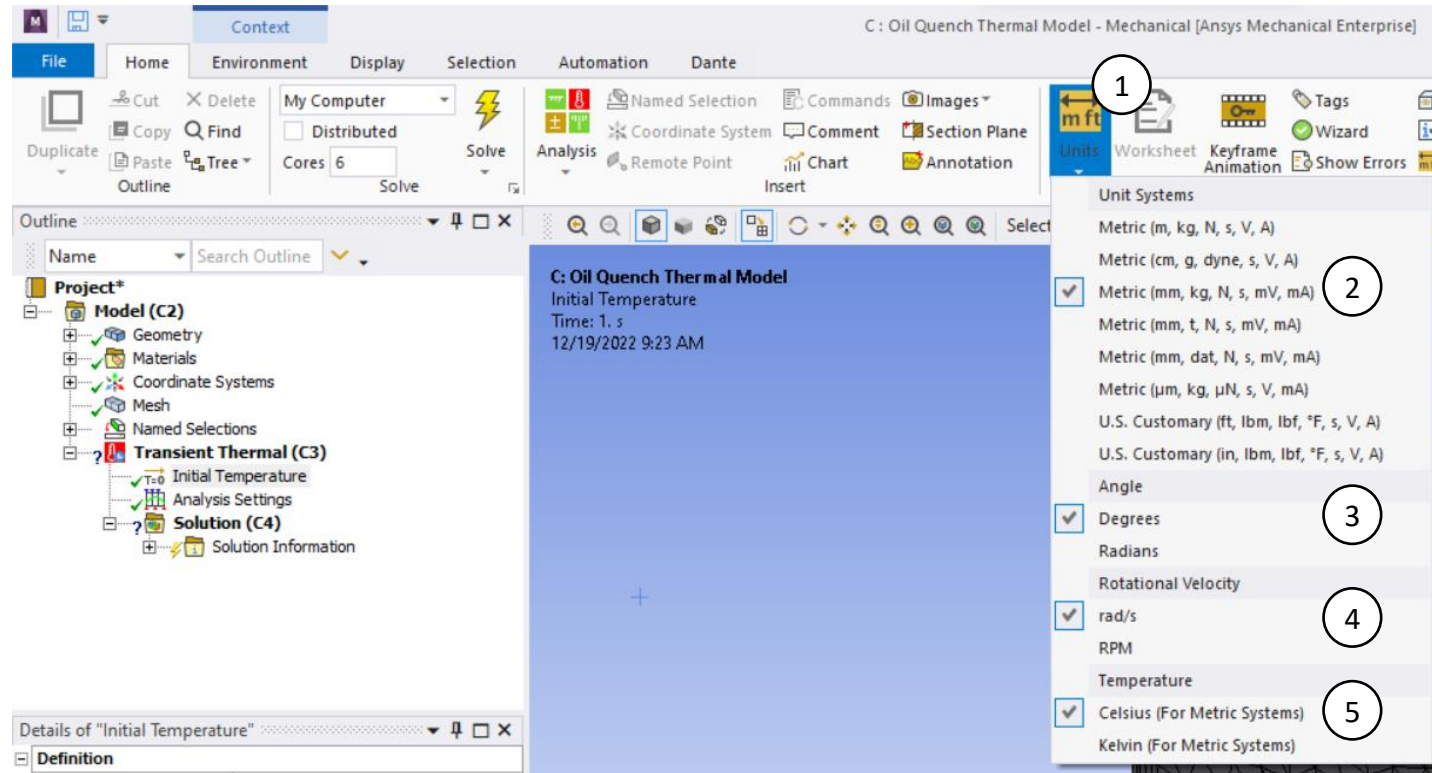 M
Context
C : Oil Quench Thermal Model - Mechanical [Ansys Mechanical Enterprise]
File Home Environment Display Selection Automation Dante
Duplicate
Cut
Copy
Paste
Delete
Find
Tree
Outline
My Computer
Distributed
Cores 6
Solve
Solve
Analysis
Named Selection
Coordinate System
Remote Point
Commands
Comment
Chart
Images
Section Plane
Annotation
Insert
m ft
Units
1
Worksheet
Keyframe
Animation
Tags
Wizard
Show Errors
Outline
Name
Search Outline
Project*
Model (C2)
Geometry
Materials
Coordinate Systems
Mesh
Named Selections
Transient Thermal (C3)
T=0 Initial Temperature
Analysis Settings
Solution (C4)
Solution Information
Details of "Initial Temperature"
Definition
Select
C: Oil Quench Thermal Model
Initial Temperature
Time: 1. s
12/19/2022 9:23 AM
Unit Systems
Metric (m, kg, N, s, V, A)
Metric (cm, g, dyne, s, V, A)
Metric (mm, kg, N, s, mV, mA) 2
Metric (mm, t, N, s, mV, mA)
Metric (mm, dat, N, s, mV, mA)
Metric (µm, kg, µN, s, V, mA)
U.S. Customary (ft, lbm, lbf, °F, s, V, A)
U.S. Customary (in, lbm, lbf, °F, s, V, A)
Angle
Degrees 3
Radians
Rotational Velocity
rad/s 4
RPM
Temperature
Celsius (For Metric Systems) 5
Kelvin (For Metric Systems)